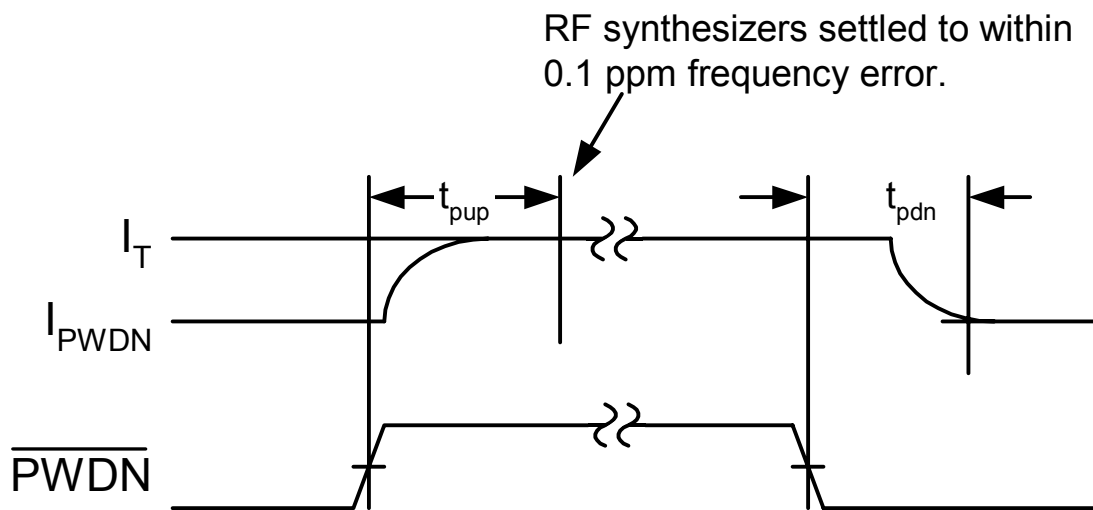 RF synthesizers settled to within
0.1 ppm frequency error.
tpup
tpdn
IT
IPWDN
PWDN